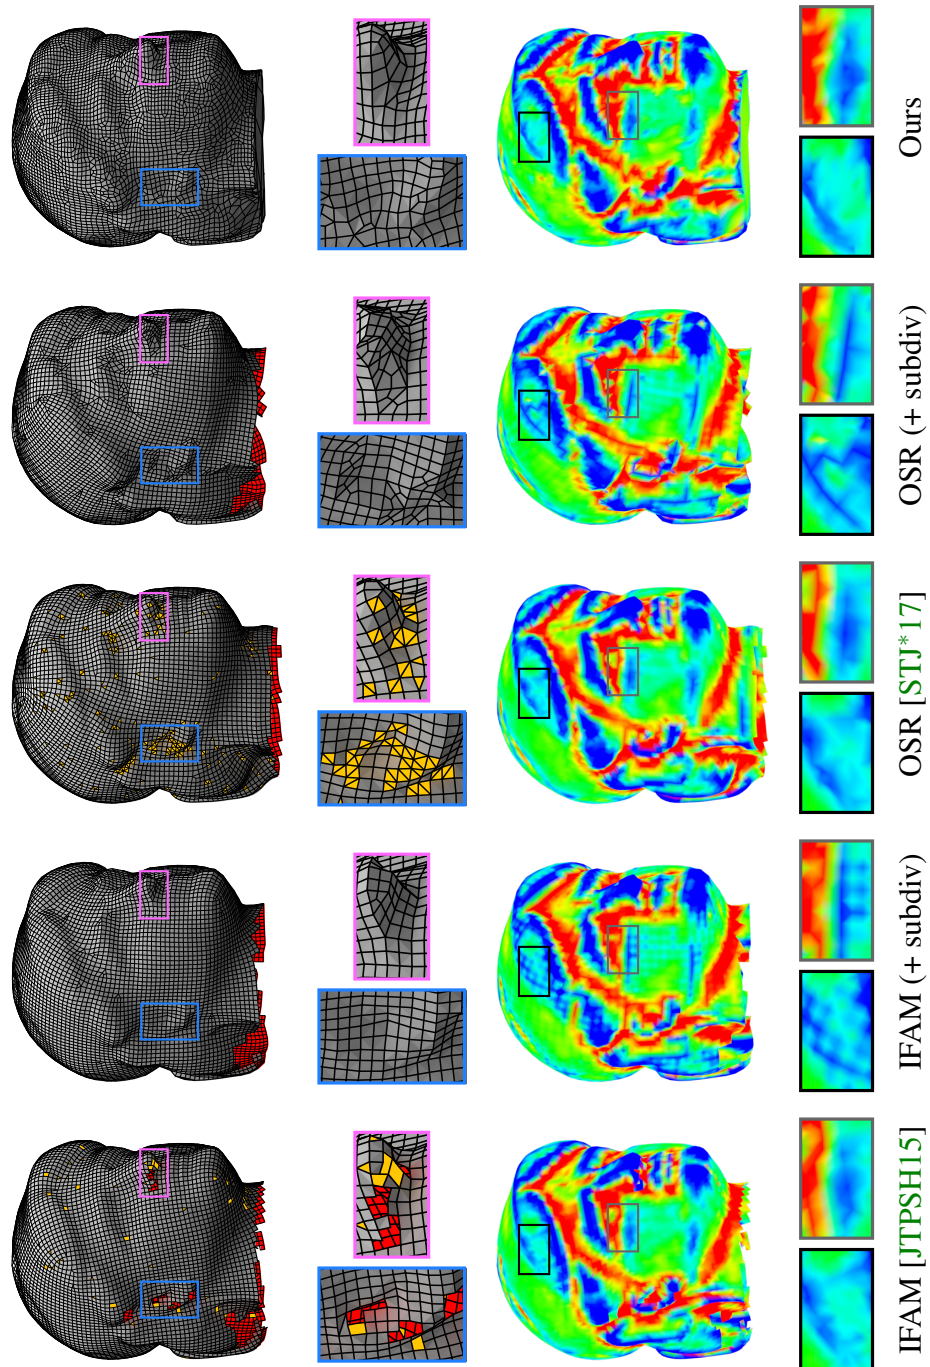 Ours
OSR (+ subdiv)
OSR [STJ*17]
IFAM (+ subdiv)
IFAM [JTPSH15]